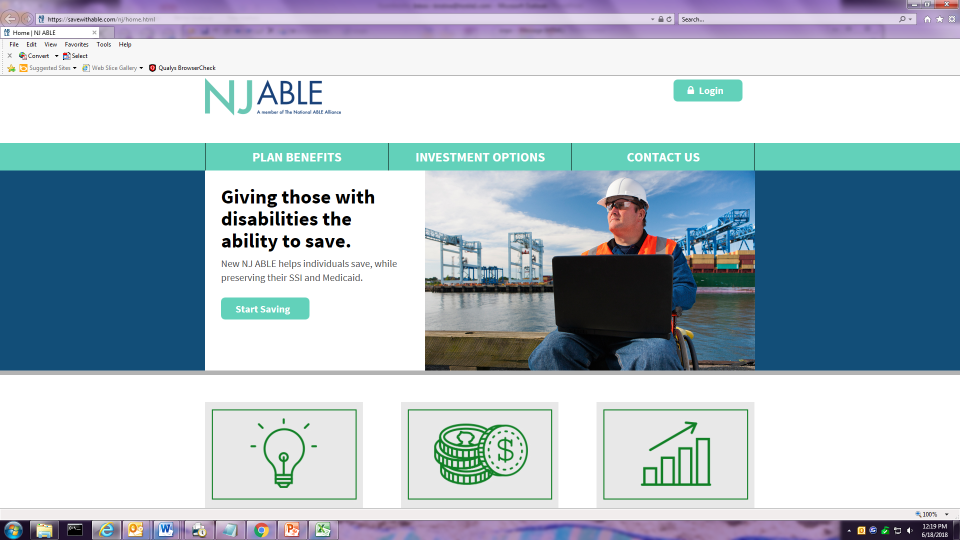 https://savewithable.com/nj/home.html
Search...
Home | NJ ABLE
File Edit View Favorites Tools Help
Convert Select
Suggested Sites Web Slice Gallery Qualys BrowserCheck
NJ ABLE
A member of The National ABLE Alliance
Login
PLAN BENEFITS INVESTMENT OPTIONS CONTACT US
Giving those with
disabilities the
ability to save.
New NJ ABLE helps individuals save, while
preserving their SSI and Medicaid.
Start Saving
$
100%
12:19 PM
6/18/2018